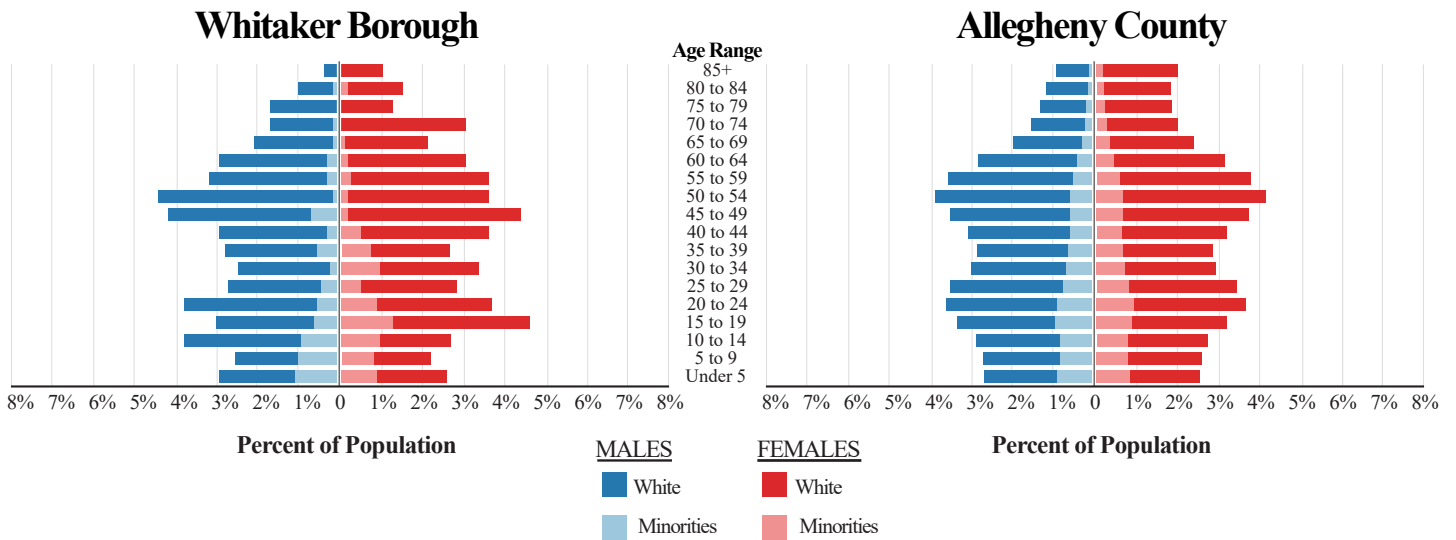 Whitaker Borough
Allegheny County
Age Range
85+
80 to 84
75 to 79
70 to 74
65 to 69
60 to 64
55 to 59
50 to 54
45 to 49
40 to 44
35 to 39
30 to 34
25 to 29
20 to 24
15 to 19
10 to 14
5 to 9
Under 5
8% 7% 6% 5% 4% 3% 2% 1% 0 1% 2% 3% 4% 5% 6% 7% 8%
8% 7% 6% 5% 4% 3% 2% 1% 0 1% 2% 3% 4% 5% 6% 7% 8%
Percent of Population
Percent of Population
MALES
FEMALES
White
White
Minorities
Minorities